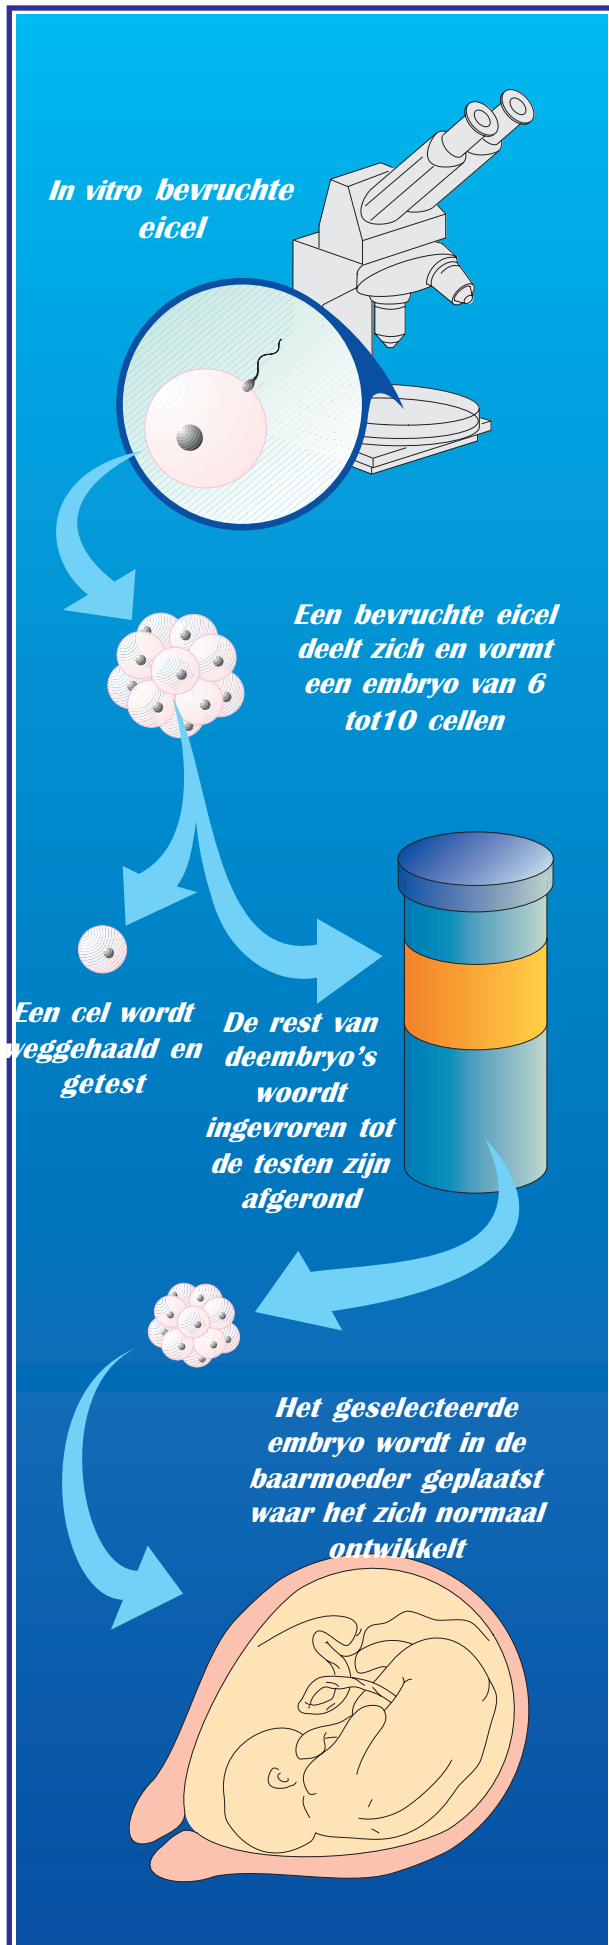 In vitro bevruchte
eicel
Een bevruchte eicel
deelt zich en vormt
een embryo van 6
tot10 cellen
Een cel wordt
weggehaald en
getest
De rest van
deembryo's
woordt
ingevroren tot
de testen zijn
afgerond
Het geselecteerde
embryo wordt in de
baarmoeder geplaatst
waar het zich normaal
ontwikkelt